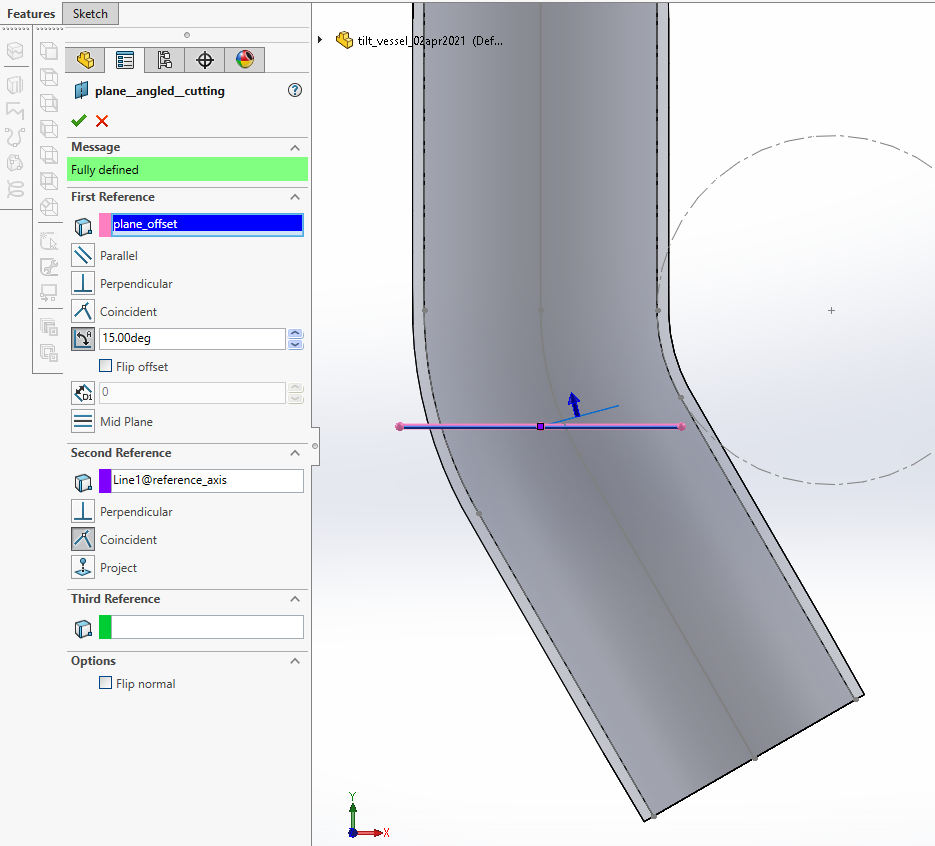 Features Sketch
tilt_vessel_02apr2021 (Def...
plane__angled__cutting
Message
Fully defined
First Reference
plane_offset
Parallel
Perpendicular
Coincident
15.00deg
Flip offset
D1
0
Mid Plane
Second Reference
Line1@reference_axis
Perpendicular
Coincident
Project
Third Reference
Options
Flip normal
Y
X